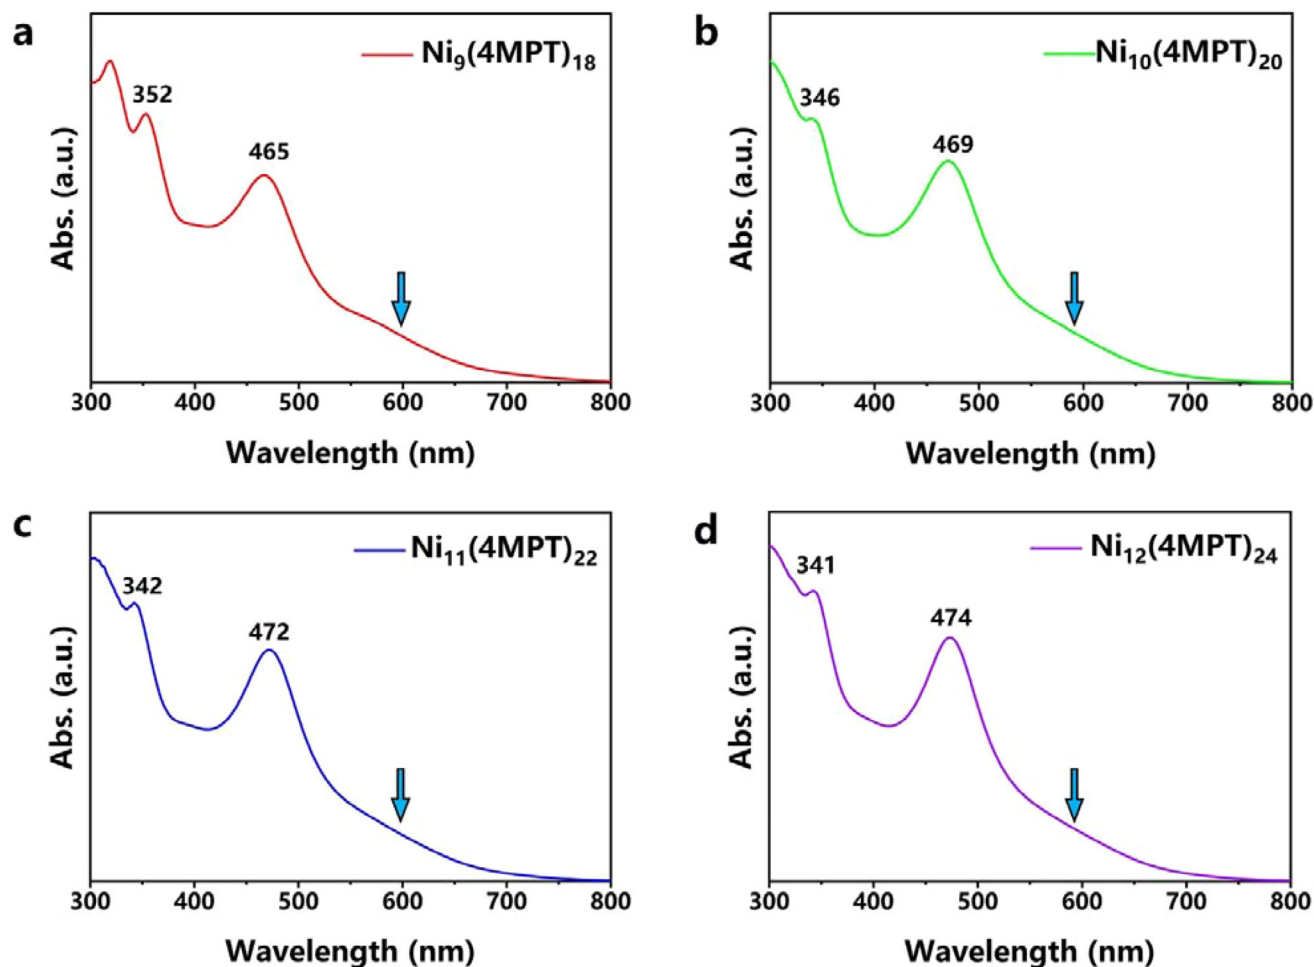 a
Ni₉(4MPT)₁₈
352
465
Abs. (a.u.)
300 400 500 600 700 800
Wavelength (nm)
b
Ni₁₀(4MPT)₂₀
346
469
Abs. (a.u.)
300 400 500 600 700 800
Wavelength (nm)
c
Ni₁₁(4MPT)₂₂
342
472
Abs. (a.u.)
300 400 500 600 700 800
Wavelength (nm)
d
Ni₁₂(4MPT)₂₄
341
474
Abs. (a.u.)
300 400 500 600 700 800
Wavelength (nm)